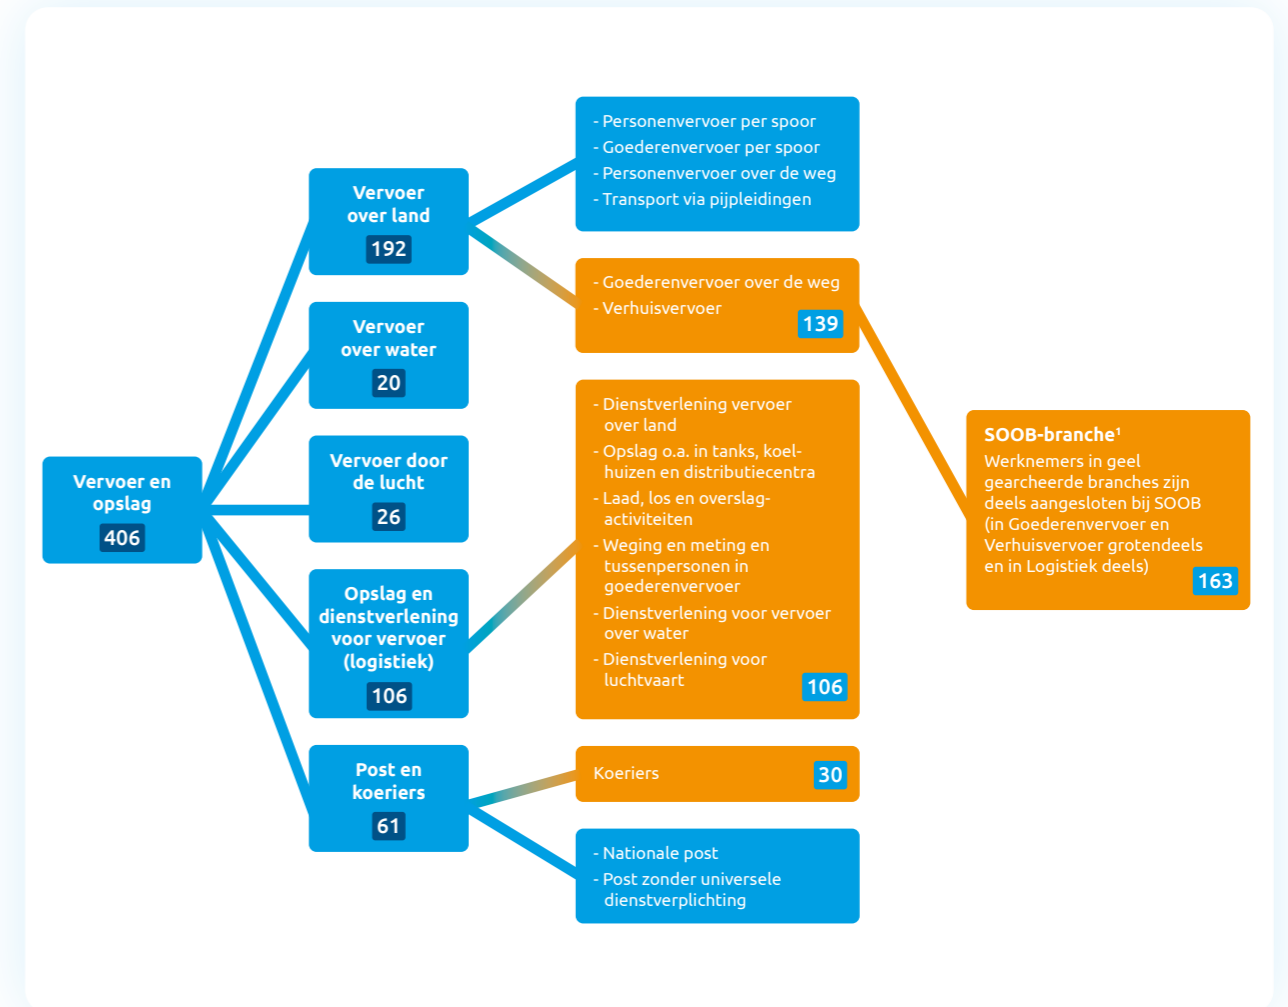 Vervoer en
opslag
406
Vervoer
over land
192
Vervoer
over water
20
Vervoer door
de lucht
26
Opslag en
dienstverlening
voor vervoer
(logistiek)
106
Post en
koeriers
61
- Personenvervoer per spoor
- Goederenvervoer per spoor
- Personenvervoer over de weg
- Transport via pijpleidingen
- Goederenvervoer over de weg
- Verhuisvervoer
139
- Dienstverlening vervoer
over land
- Opslag o.a. in tanks, koel-
huizen en distributiecentra
- Laad, los en overslag-
activiteiten
- Weging en meting en
tussenpersonen in
goederenvervoer
- Dienstverlening voor vervoer
over water
- Dienstverlening voor
luchtvaart
106
Koeriers
30
- Nationale post
- Post zonder universele
dienstverplichting
SOOB-branche¹
Werknemers in geel
gearcheerde branches zijn
deels aangesloten bij SOOB
(in Goederenvervoer en
Verhuisvervoer grotendeels
en in Logistiek deels)
163